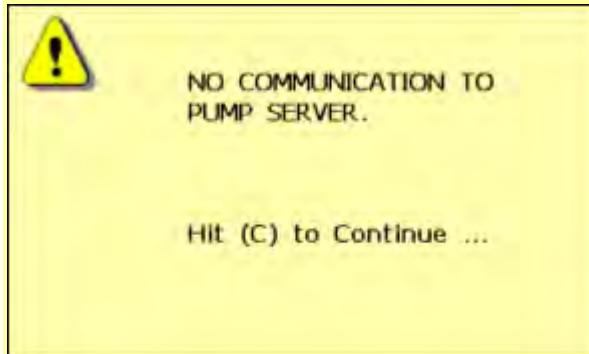 NO COMMUNICATION TO
PUMP SERVER.
Hit (C) to Continue ...